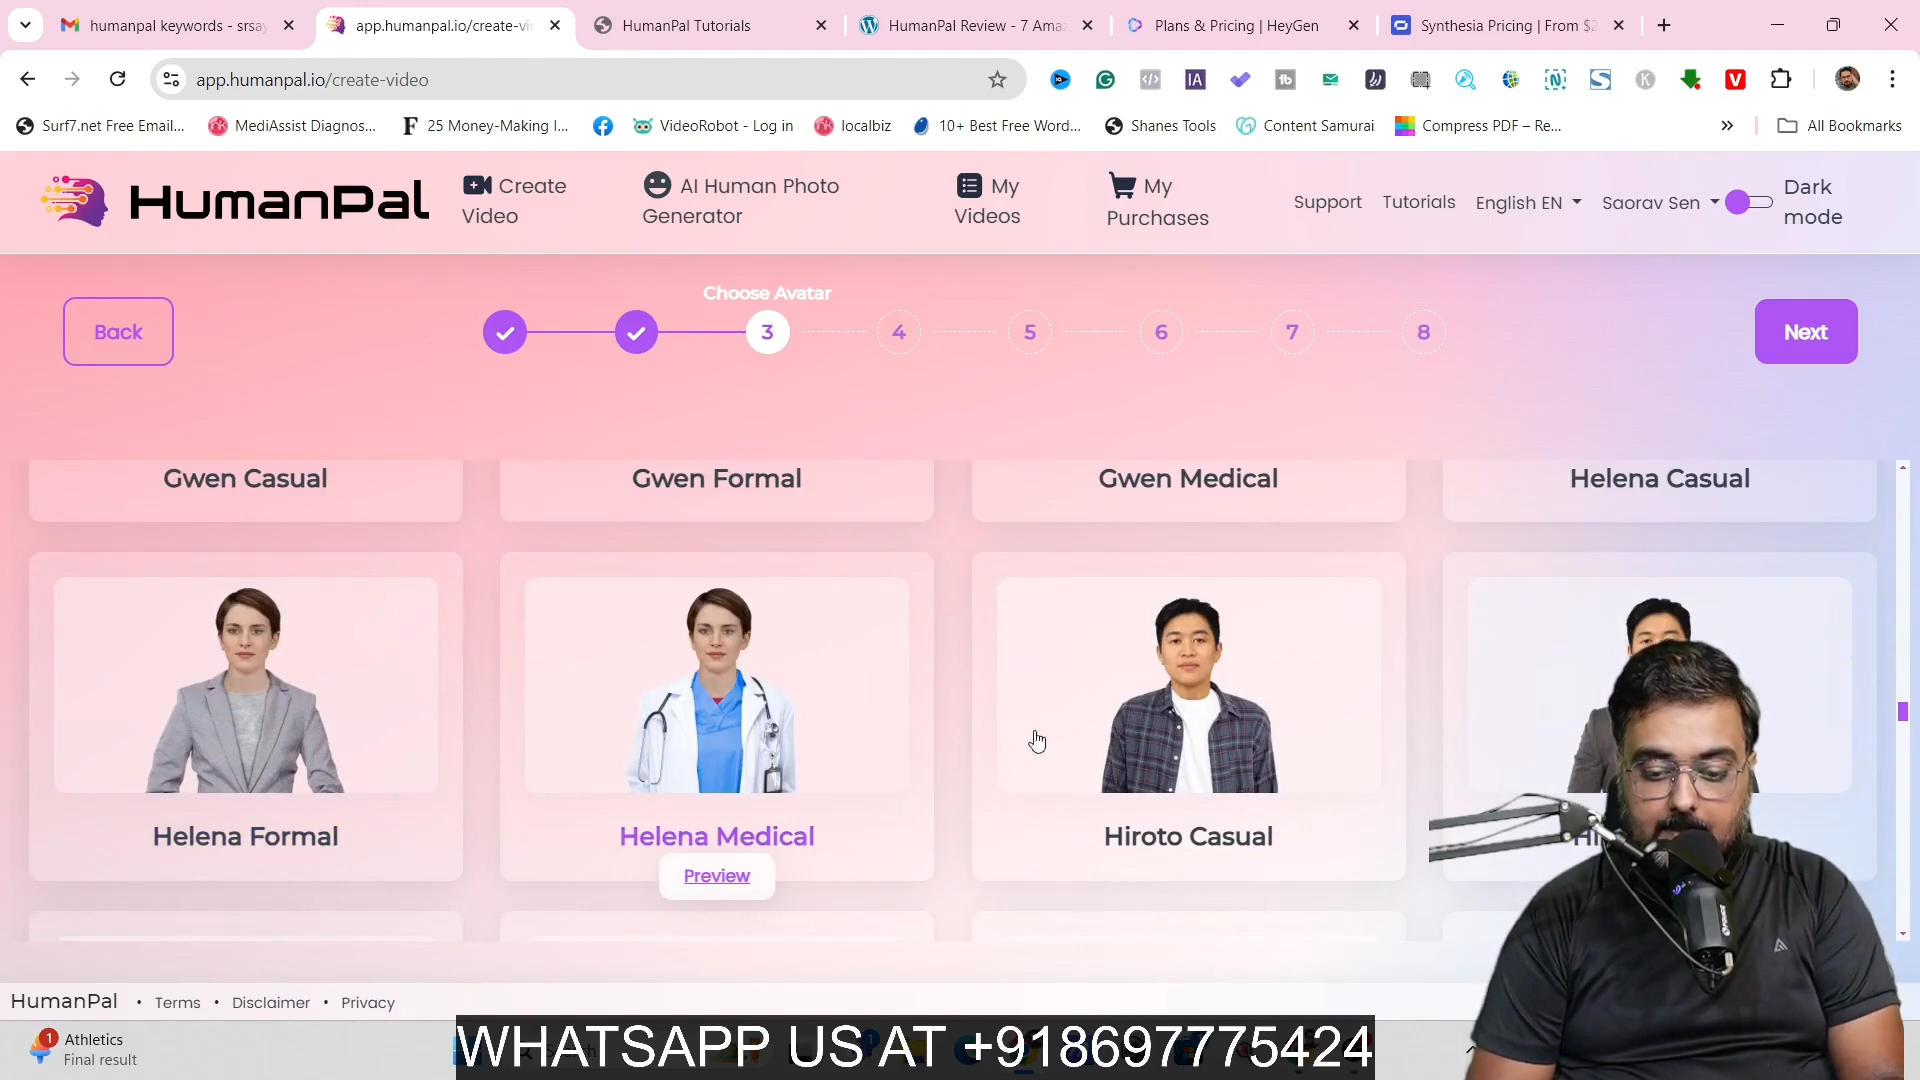 humanpal keywords - srsay
app.humanpal.io/create-vi
HumanPal Tutorials
HumanPal Review - 7 Amaz
Plans & Pricing | HeyGen
Synthesia Pricing | From $2
app.humanpal.io/create-video
Surf7.net Free Email...
MediAssist Diagnos...
25 Money-Making I...
VideoRobot - Log in
localbiz
10+ Best Free Word...
Shanes Tools
Content Samurai
Compress PDF – Re...
All Bookmarks
HumanPal
Create Video
AI Human Photo Generator
My Videos
My Purchases
Support
Tutorials
English EN
Saorav Sen
Dark mode
Choose Avatar
Back
3
4
5
6
7
8
Next
Gwen Casual
Gwen Formal
Gwen Medical
Helena Casual
Helena Formal
Helena Medical
Hiroto Casual
Preview
HumanPal • Terms • Disclaimer • Privacy
1
Athletics
Final result
WHATSAPP US AT +918697775424